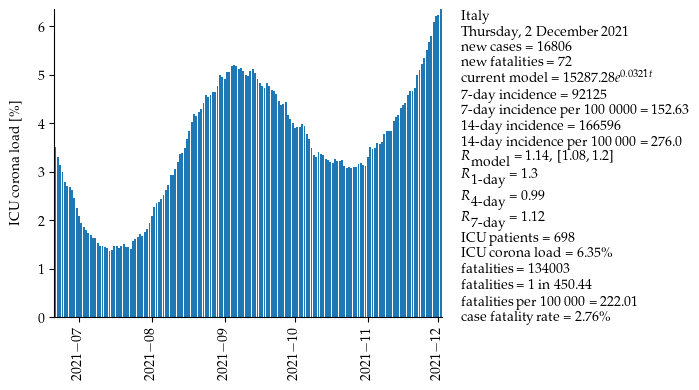 ICU corona load [%]
6
5
4
3
2
1
0
2021−07
2021−08
2021−09
2021−10
2021−11
2021−12
Italy
Thursday, 2 December 2021
new cases = 16806
new fatalities = 72
current model = 15287.28e^0.0321t
7-day incidence = 92125
7-day incidence per 100 0000 = 152.63
14-day incidence = 166596
14-day incidence per 100 000 = 276.0
R_model = 1.14, [1.08, 1.2]
R_1-day = 1.3
R_4-day = 0.99
R_7-day = 1.12
ICU patients = 698
ICU corona load = 6.35%
fatalities = 134003
fatalities = 1 in 450.44
fatalities per 100 000 = 222.01
case fatality rate = 2.76%